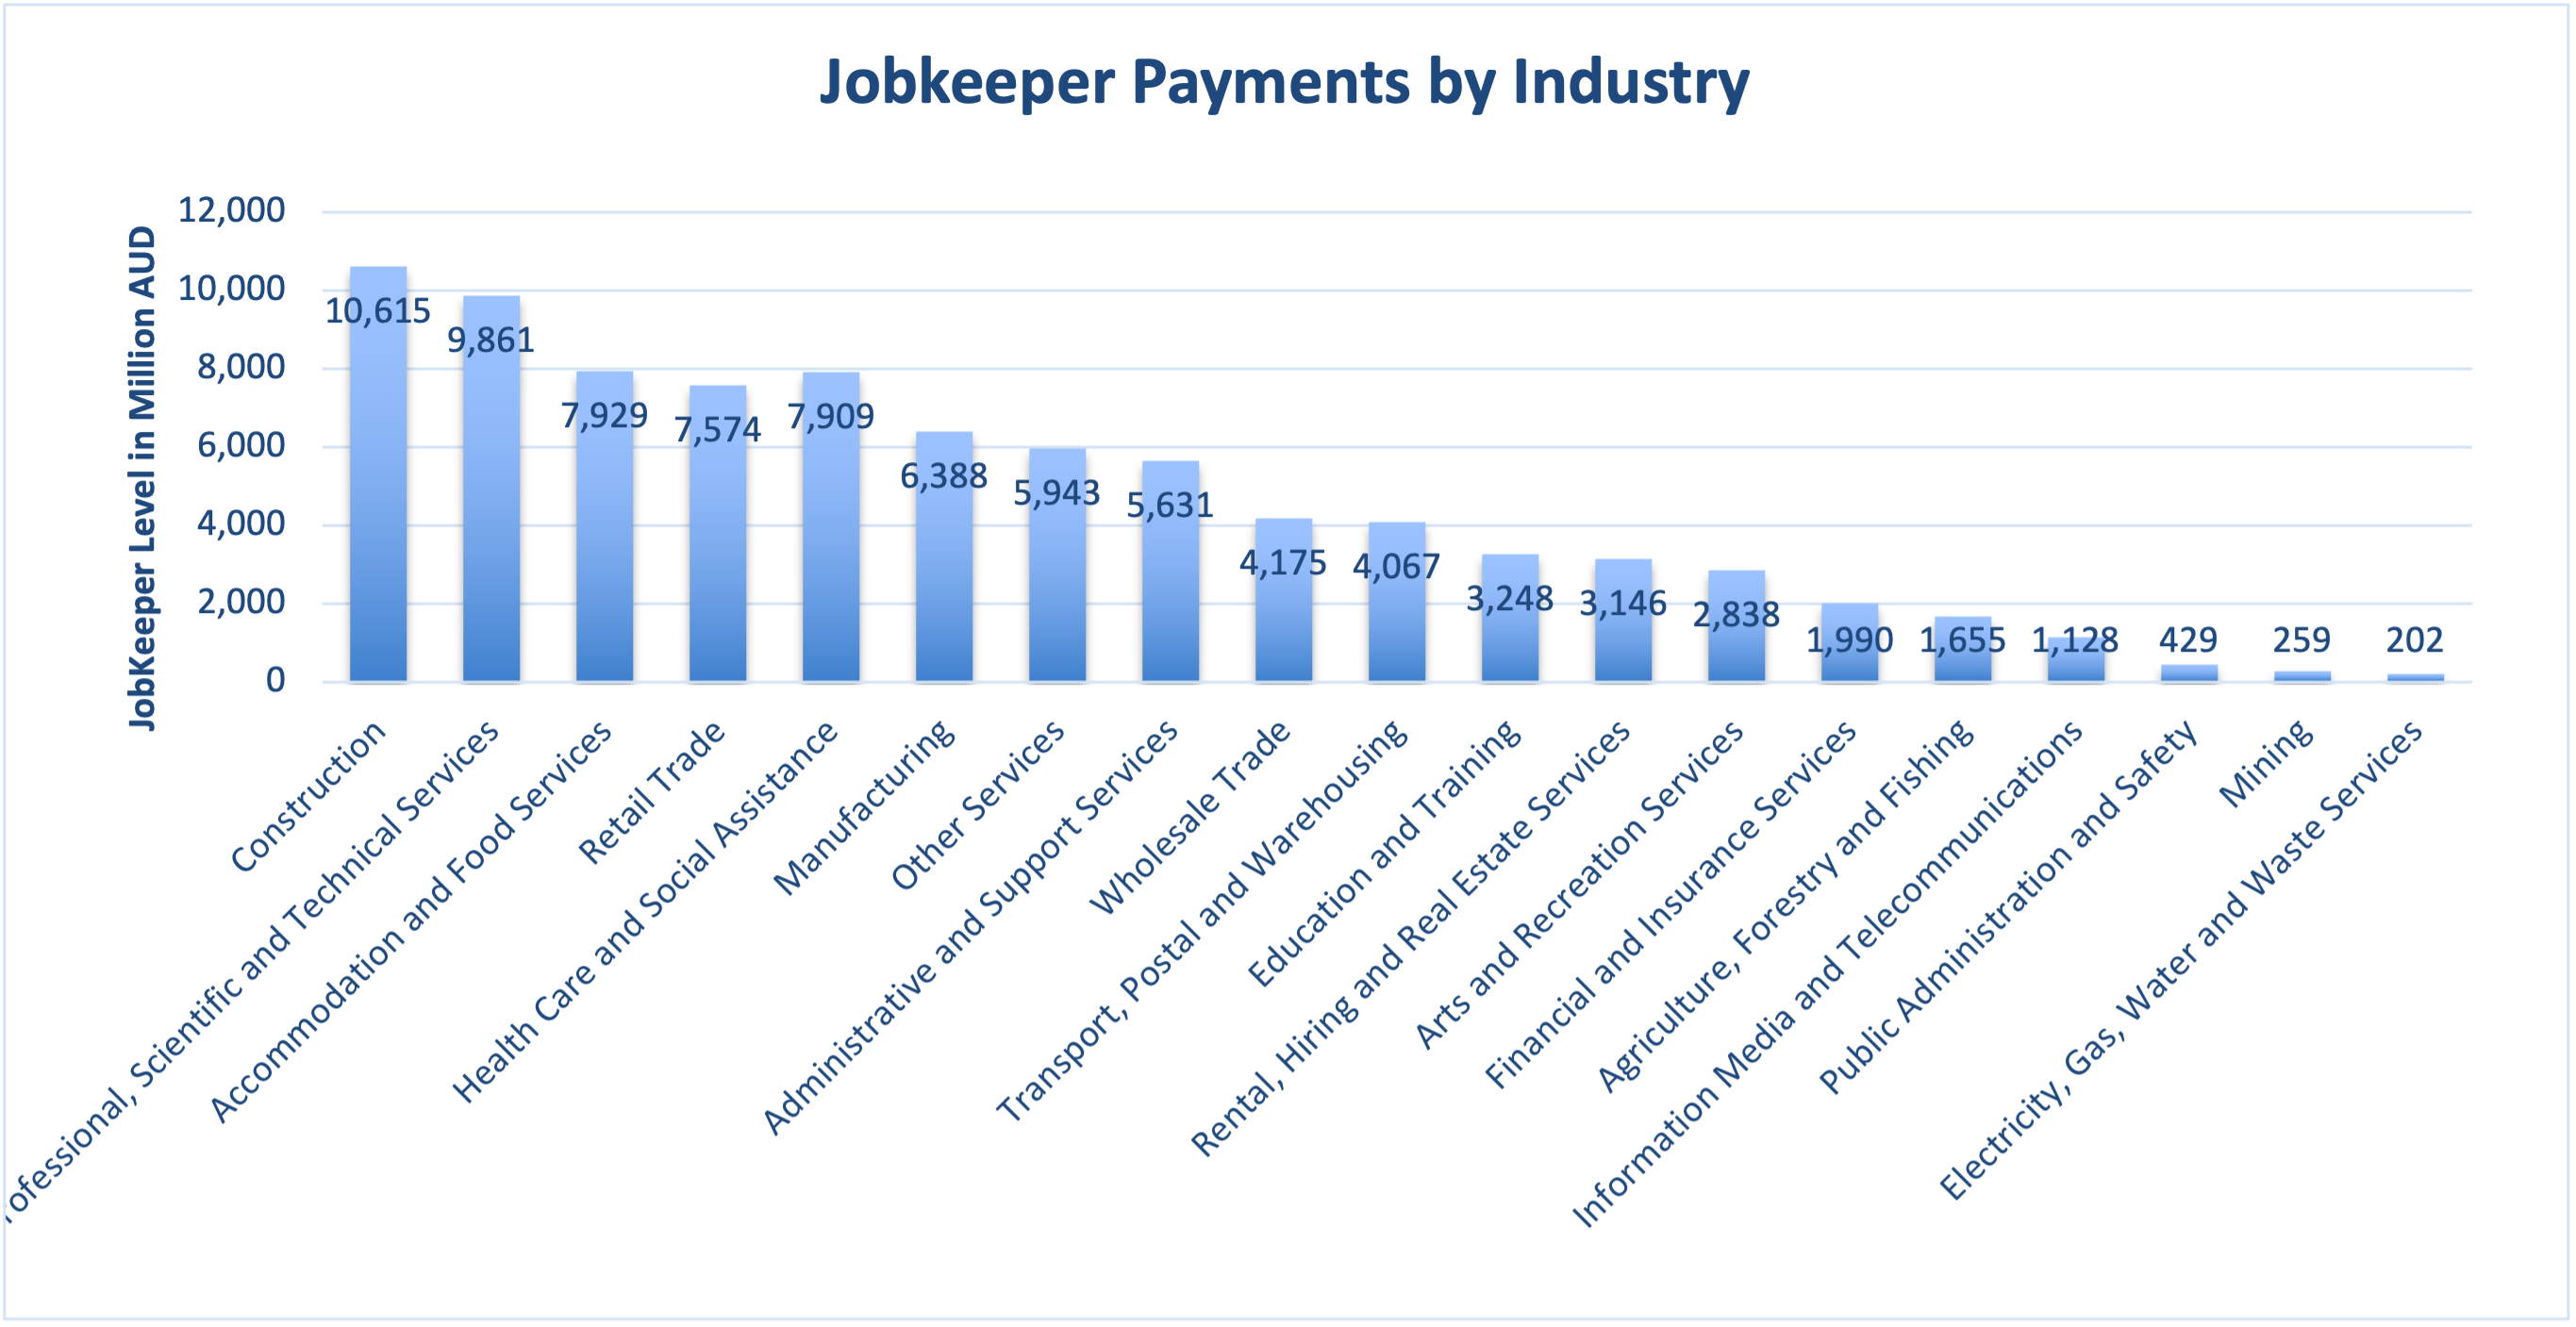 Jobkeeper Payments by Industry
JobKeeper Level in Million AUD
12,000
10,000
8,000
6,000
4,000
2,000
0
10,615
9,861
7,929
7,574
7,909
6,388
5,943
5,631
4,175
4,067
3,248
3,146
2,838
1,990
1,655
1,128
429
259
202
Construction
rofessional, Scientific and Technical Services
Accommodation and Food Services
Retail Trade
Health Care and Social Assistance
Manufacturing
Other Services
Administrative and Support Services
Wholesale Trade
Transport, Postal and Warehousing
Education and Training
Rental, Hiring and Real Estate Services
Arts and Recreation Services
Financial and Insurance Services
Agriculture, Forestry and Fishing
Information Media and Telecommunications
Public Administration and Safety
Mining
Electricity, Gas, Water and Waste Services